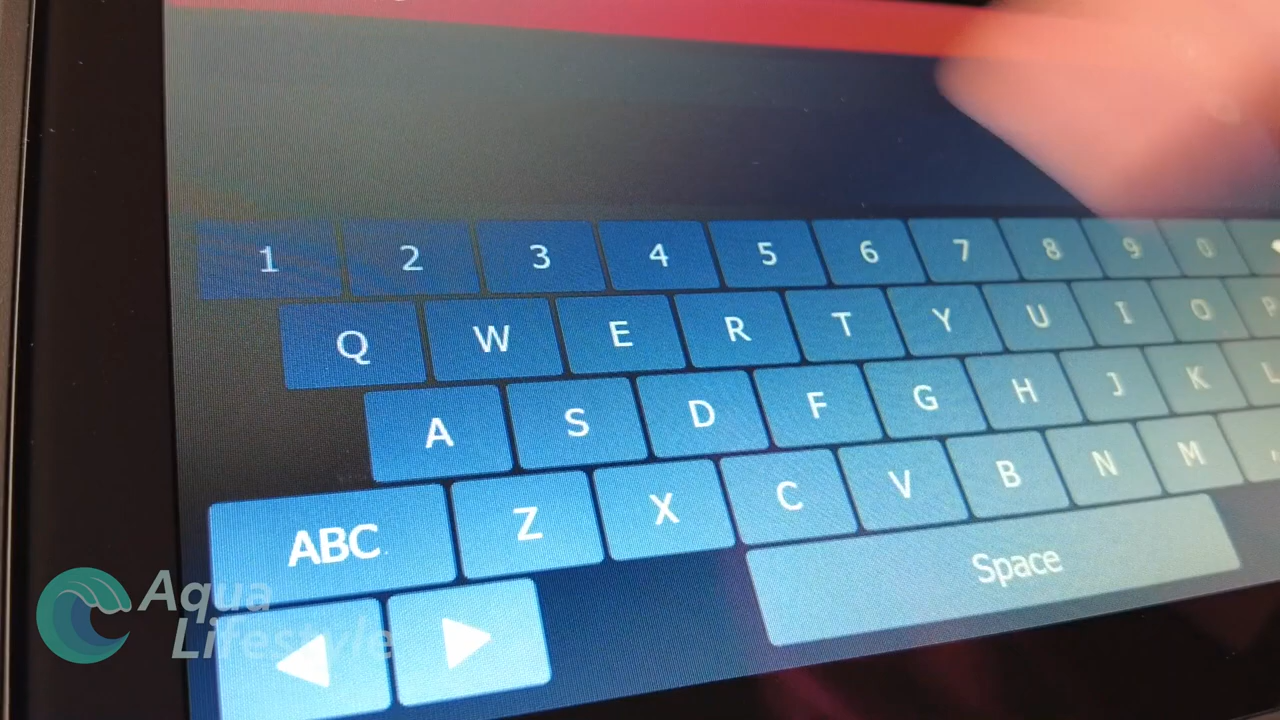 1 2 3 4 5 6 7 8 9 0
Q W E R T Y U I O P
A S D F G H J K L
ABC Z X C V B N M ,
Space
Aqua
Lifestyle